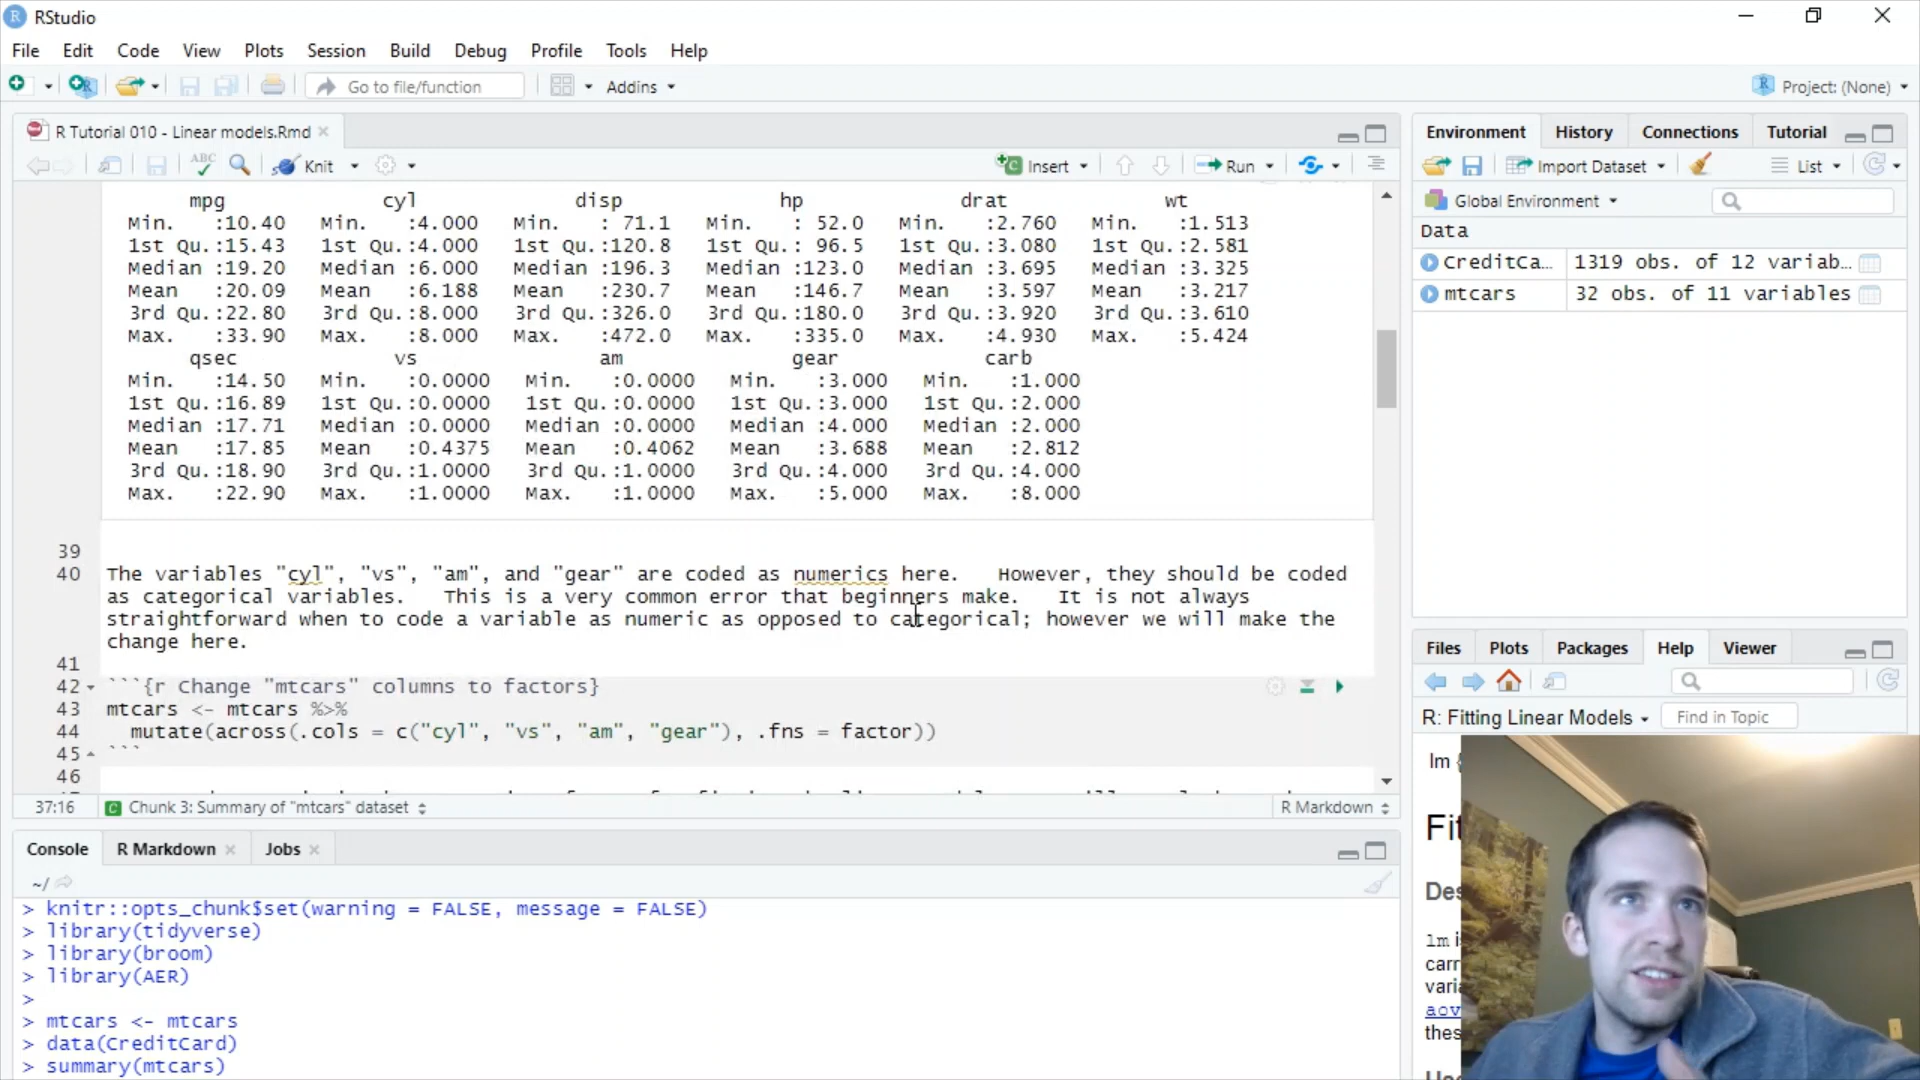 RStudio
File Edit Code View Plots Session Build Debug Profile Tools Help
Go to file/function Addins Project: (None)
R Tutorial 010 - Linear models.Rmd
ABC Knit Insert Run
mpg cyl disp hp drat wt
Min. :10.40 Min. :4.000 Min. : 71.1 Min. : 52.0 Min. :2.760 Min. :1.513
1st Qu.:15.43 1st Qu.:4.000 1st Qu.:120.8 1st Qu.: 96.5 1st Qu.:3.080 1st Qu.:2.581
Median :19.20 Median :6.000 Median :196.3 Median :123.0 Median :3.695 Median :3.325
Mean :20.09 Mean :6.188 Mean :230.7 Mean :146.7 Mean :3.597 Mean :3.217
3rd Qu.:22.80 3rd Qu.:8.000 3rd Qu.:326.0 3rd Qu.:180.0 3rd Qu.:3.920 3rd Qu.:3.610
Max. :33.90 Max. :8.000 Max. :472.0 Max. :335.0 Max. :4.930 Max. :5.424
qsec vs am gear carb
Min. :14.50 Min. :0.0000 Min. :0.0000 Min. :3.000 Min. :1.000
1st Qu.:16.89 1st Qu.:0.0000 1st Qu.:0.0000 1st Qu.:3.000 1st Qu.:2.000
Median :17.71 Median :0.0000 Median :0.0000 Median :4.000 Median :2.000
Mean :17.85 Mean :0.4375 Mean :0.4062 Mean :3.688 Mean :2.812
3rd Qu.:18.90 3rd Qu.:1.0000 3rd Qu.:1.0000 3rd Qu.:4.000 3rd Qu.:4.000
Max. :22.90 Max. :1.0000 Max. :1.0000 Max. :5.000 Max. :8.000
39
40 The variables "cyl", "vs", "am", and "gear" are coded as numerics here. However, they should be coded
as categorical variables. This is a very common error that beginners make. It is not always
straightforward when to code a variable as numeric as opposed to categorical; however we will make the
change here.
41
42 ```{r Change "mtcars" columns to factors}
43 mtcars <- mtcars %>%
44 mutate(across(.cols = c("cyl", "vs", "am", "gear"), .fns = factor))
45 ```
46
37:16 Chunk 3: Summary of "mtcars" dataset R Markdown
Console R Markdown Jobs
~/
> knitr::opts_chunk$set(warning = FALSE, message = FALSE)
> library(tidyverse)
> library(broom)
> library(AER)
>
> mtcars <- mtcars
> data(CreditCard)
> summary(mtcars)
Environment History Connections Tutorial
Import Dataset List
Global Environment
Data
CreditCa… 1319 obs. of 12 variab…
mtcars 32 obs. of 11 variables
Files Plots Packages Help Viewer
R: Fitting Linear Models Find in Topic
lm {
Fit
Des
lm is
carr
varia
aov
thes